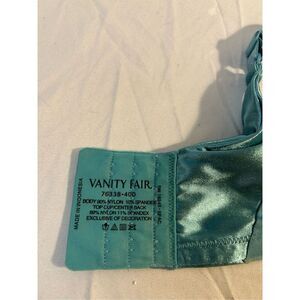 VANITY FAIR.
76338-400
BODY 90% NYLON 10% SPANDEX
TOP CUP/CENTER BACK
89% NYLON 11% SPANDEX
EXCLUSIVE OF DECORATION
MADE IN INDONESIA